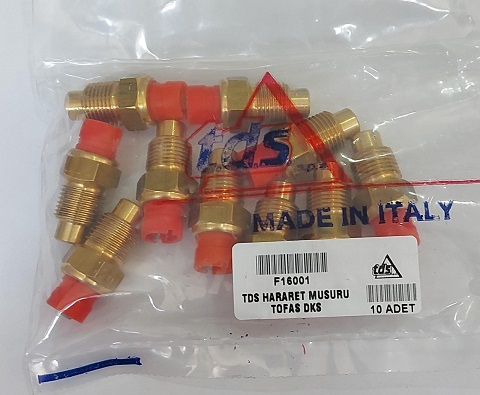 tds
MADE IN ITALY
F16001
TDS HARARET MUSURU
TOFAS DKS
tds
10 ADET